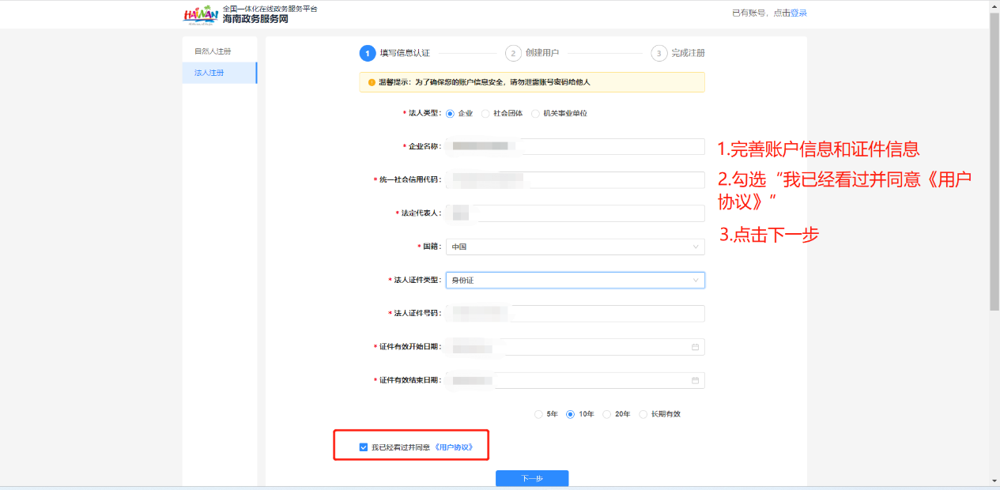 HAINAN
全国一体化在线政务服务平台
海南政务服务网
已有账号，点击登录
自然人注册
法人注册
1 填写信息认证
2 创建用户
3 完成注册
温馨提示：为了确保您的账户信息安全，请勿泄露账号密码给他人
* 法人类型： 企业 社会团体 机关事业单位
* 企业名称：
* 统一社会信用代码：
* 法定代表人：
* 国籍： 中国
* 法人证件类型： 身份证
* 法人证件号码：
* 证件有效开始日期：
* 证件有效结束日期：
5年 10年 20年 长期有效
我已经看过并同意 《用户协议》
下一步
1.完善账户信息和证件信息
2.勾选“我已经看过并同意《用户
协议》”
3.点击下一步